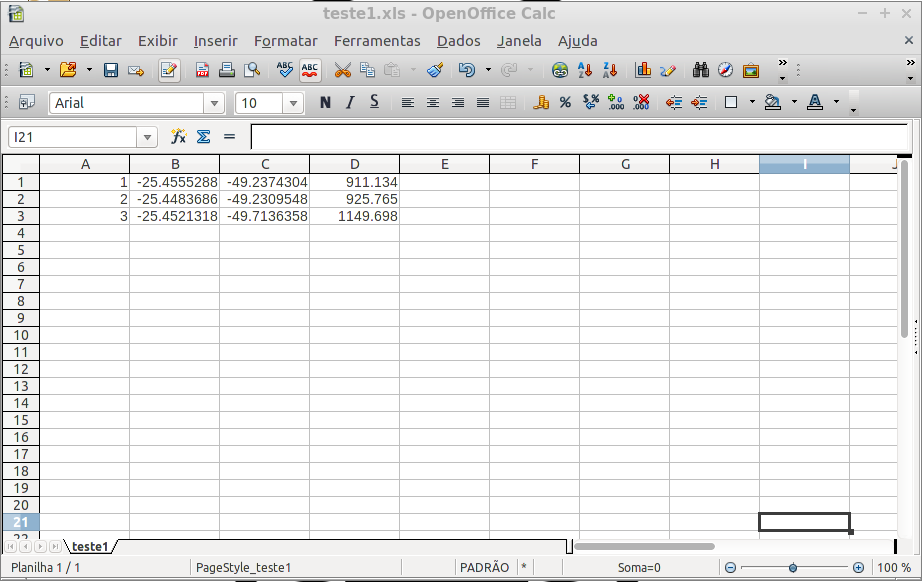 teste1.xls - OpenOffice Calc
Arquivo Editar Exibir Inserir Formatar Ferramentas Dados Janela Ajuda
Arial 10 N I S
I21
A B C D E F G H I J
1 1 -25.4555288 -49.2374304 911.134
2 2 -25.4483686 -49.2309548 925.765
3 3 -25.4521318 -49.7136358 1149.698
4
5
6
7
8
9
10
11
12
13
14
15
16
17
18
19
20
21
22
teste1
Planilha 1 / 1 PageStyle_teste1 PADRÃO * Soma=0 100 %